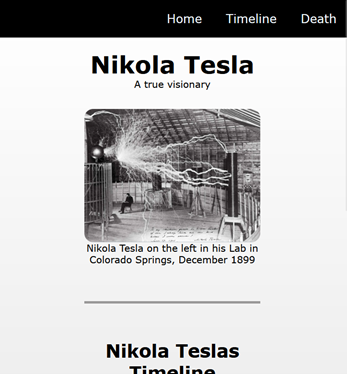 Home Timeline Death
Nikola Tesla
A true visionary
Nikola Tesla on the left in his Lab in
Colorado Springs, December 1899
Nikola Teslas
Timeline